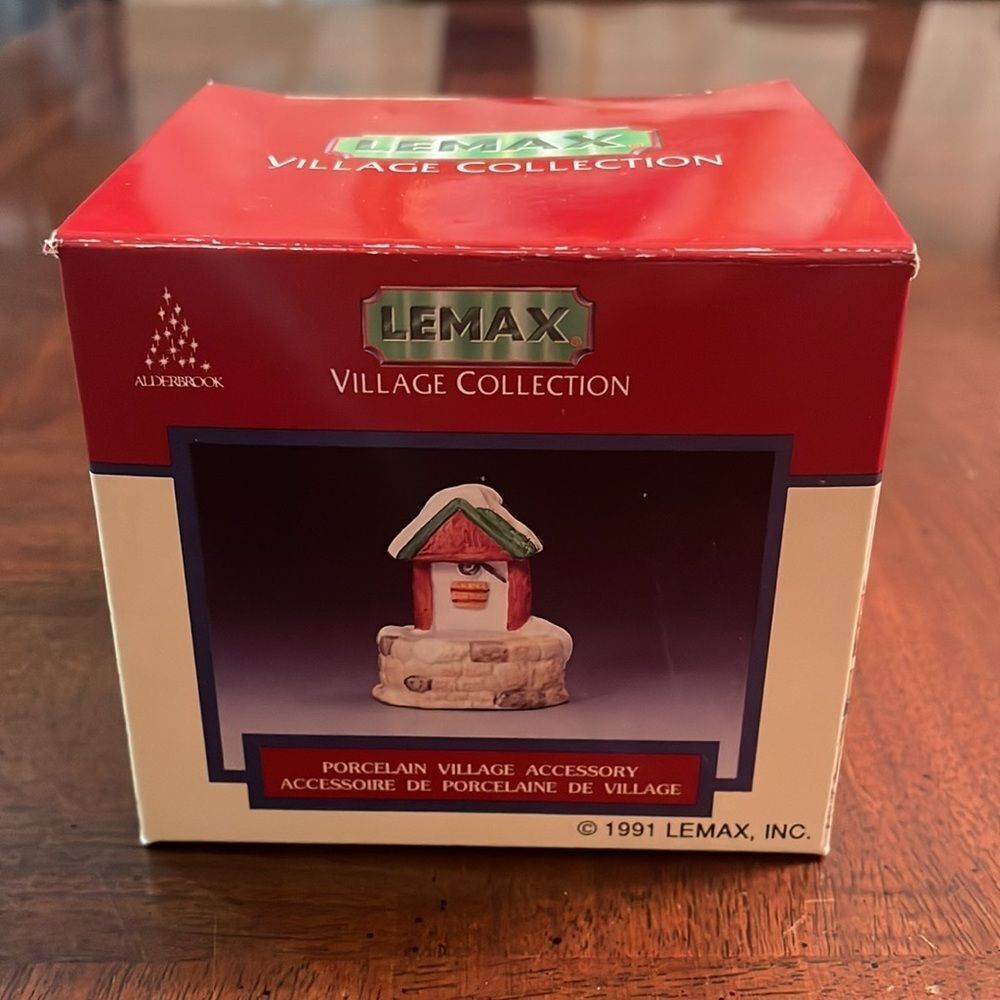 LEMAX
VILLAGE COLLECTION
LEMAX®
VILLAGE COLLECTION
ALDERBROOK
PORCELAIN VILLAGE ACCESSORY
ACCESSOIRE DE PORCELAINE DE VILLAGE
© 1991 LEMAX, INC.